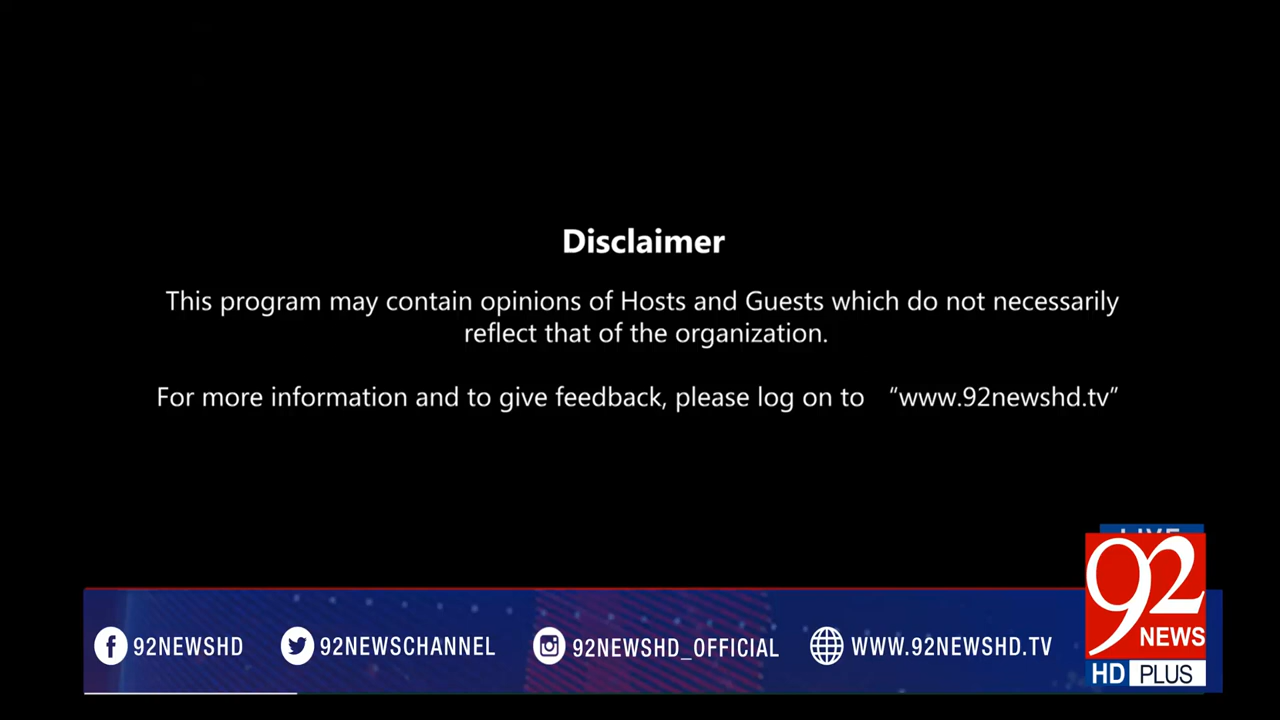 Disclaimer
This program may contain opinions of Hosts and Guests which do not necessarily
reflect that of the organization.
For more information and to give feedback, please log on to “www.92newshd.tv”
LIVE
92NEWSHD
92NEWSCHANNEL
92NEWSHD_OFFICIAL
WWW.92NEWSHD.TV
92
NEWS
HD PLUS